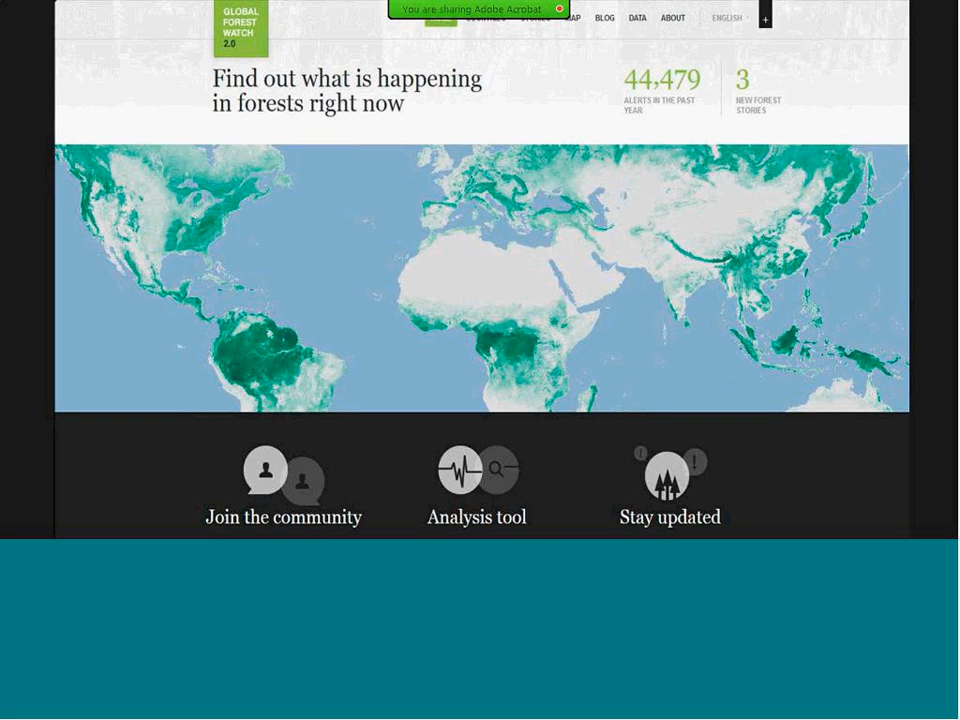 GLOBAL
FOREST
WATCH
2.0
You are sharing Adobe Acrobat
BLOG DATA ABOUT ENGLISH +
Find out what is happening
in forests right now
44,479
ALERTS IN THE PAST
YEAR
3
NEW FOREST
STORIES
Join the community
Analysis tool
Stay updated